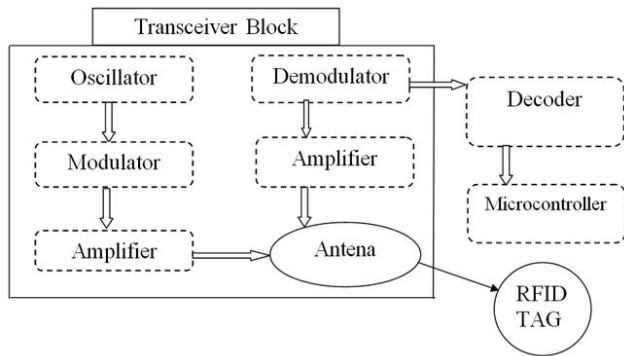 Transceiver Block
Oscillator
Demodulator
Decoder
Modulator
Amplifier
Microcontroller
Amplifier
Antena
RFID
TAG